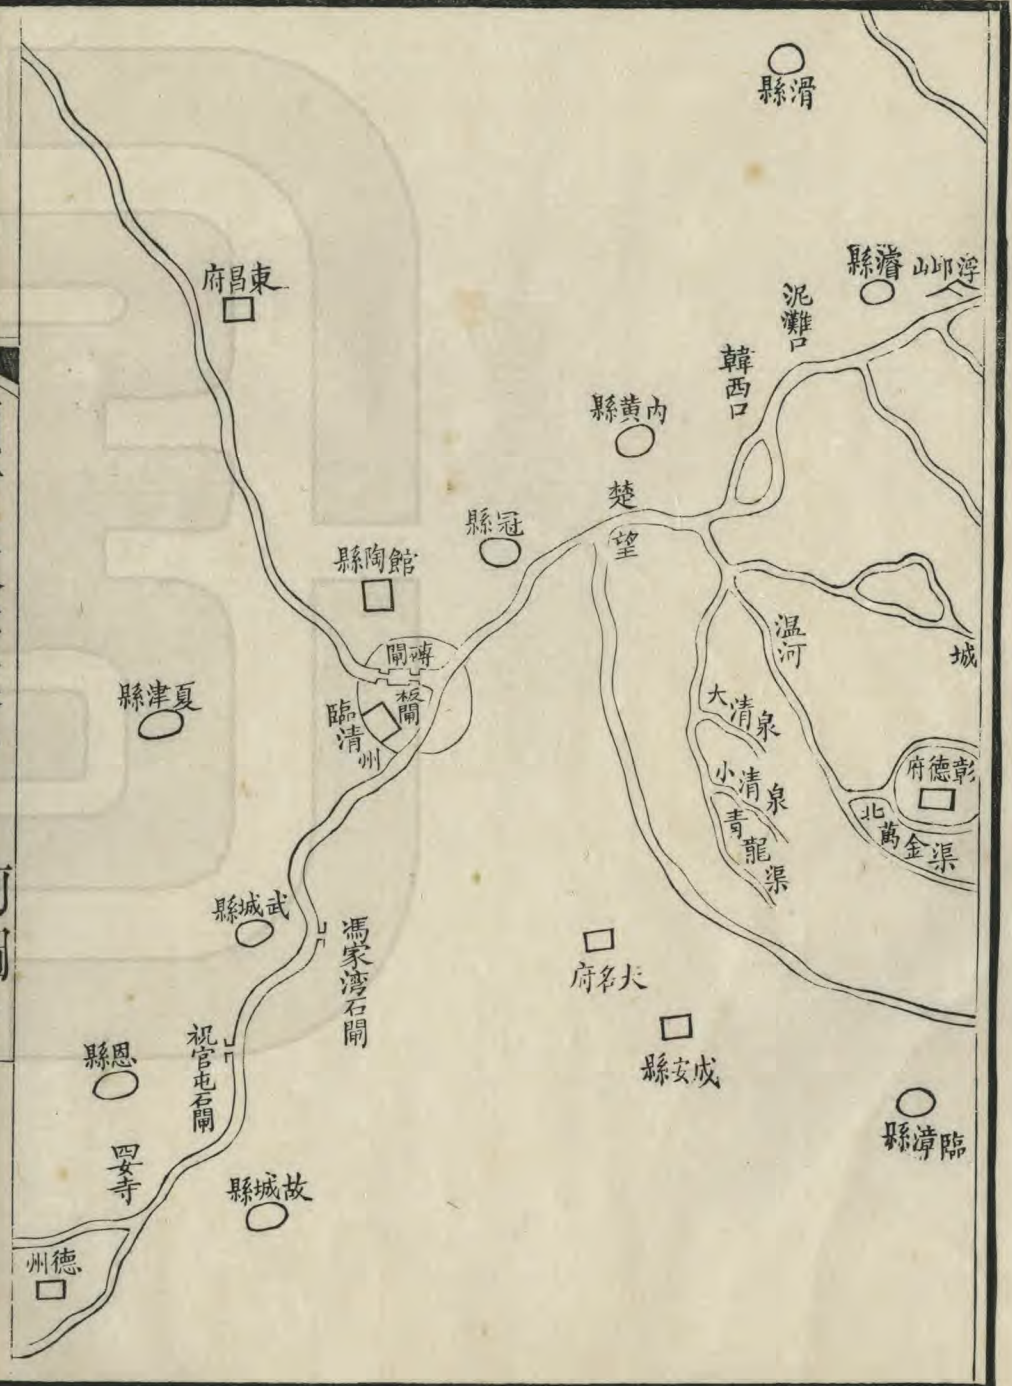 滑縣
浮邱山
濬縣
泥灘口
韓西口
內黃縣
楚望
冠縣
東昌府
館陶縣
磚閘
板閘
臨清州
夏津縣
城
温河
大清泉
小清泉
青龍渠
彰德府
北萬金渠
武城縣
馮家湾石閘
大名府
成安縣
臨漳縣
祝官屯石閘
恩縣
四女寺
故城縣
德州